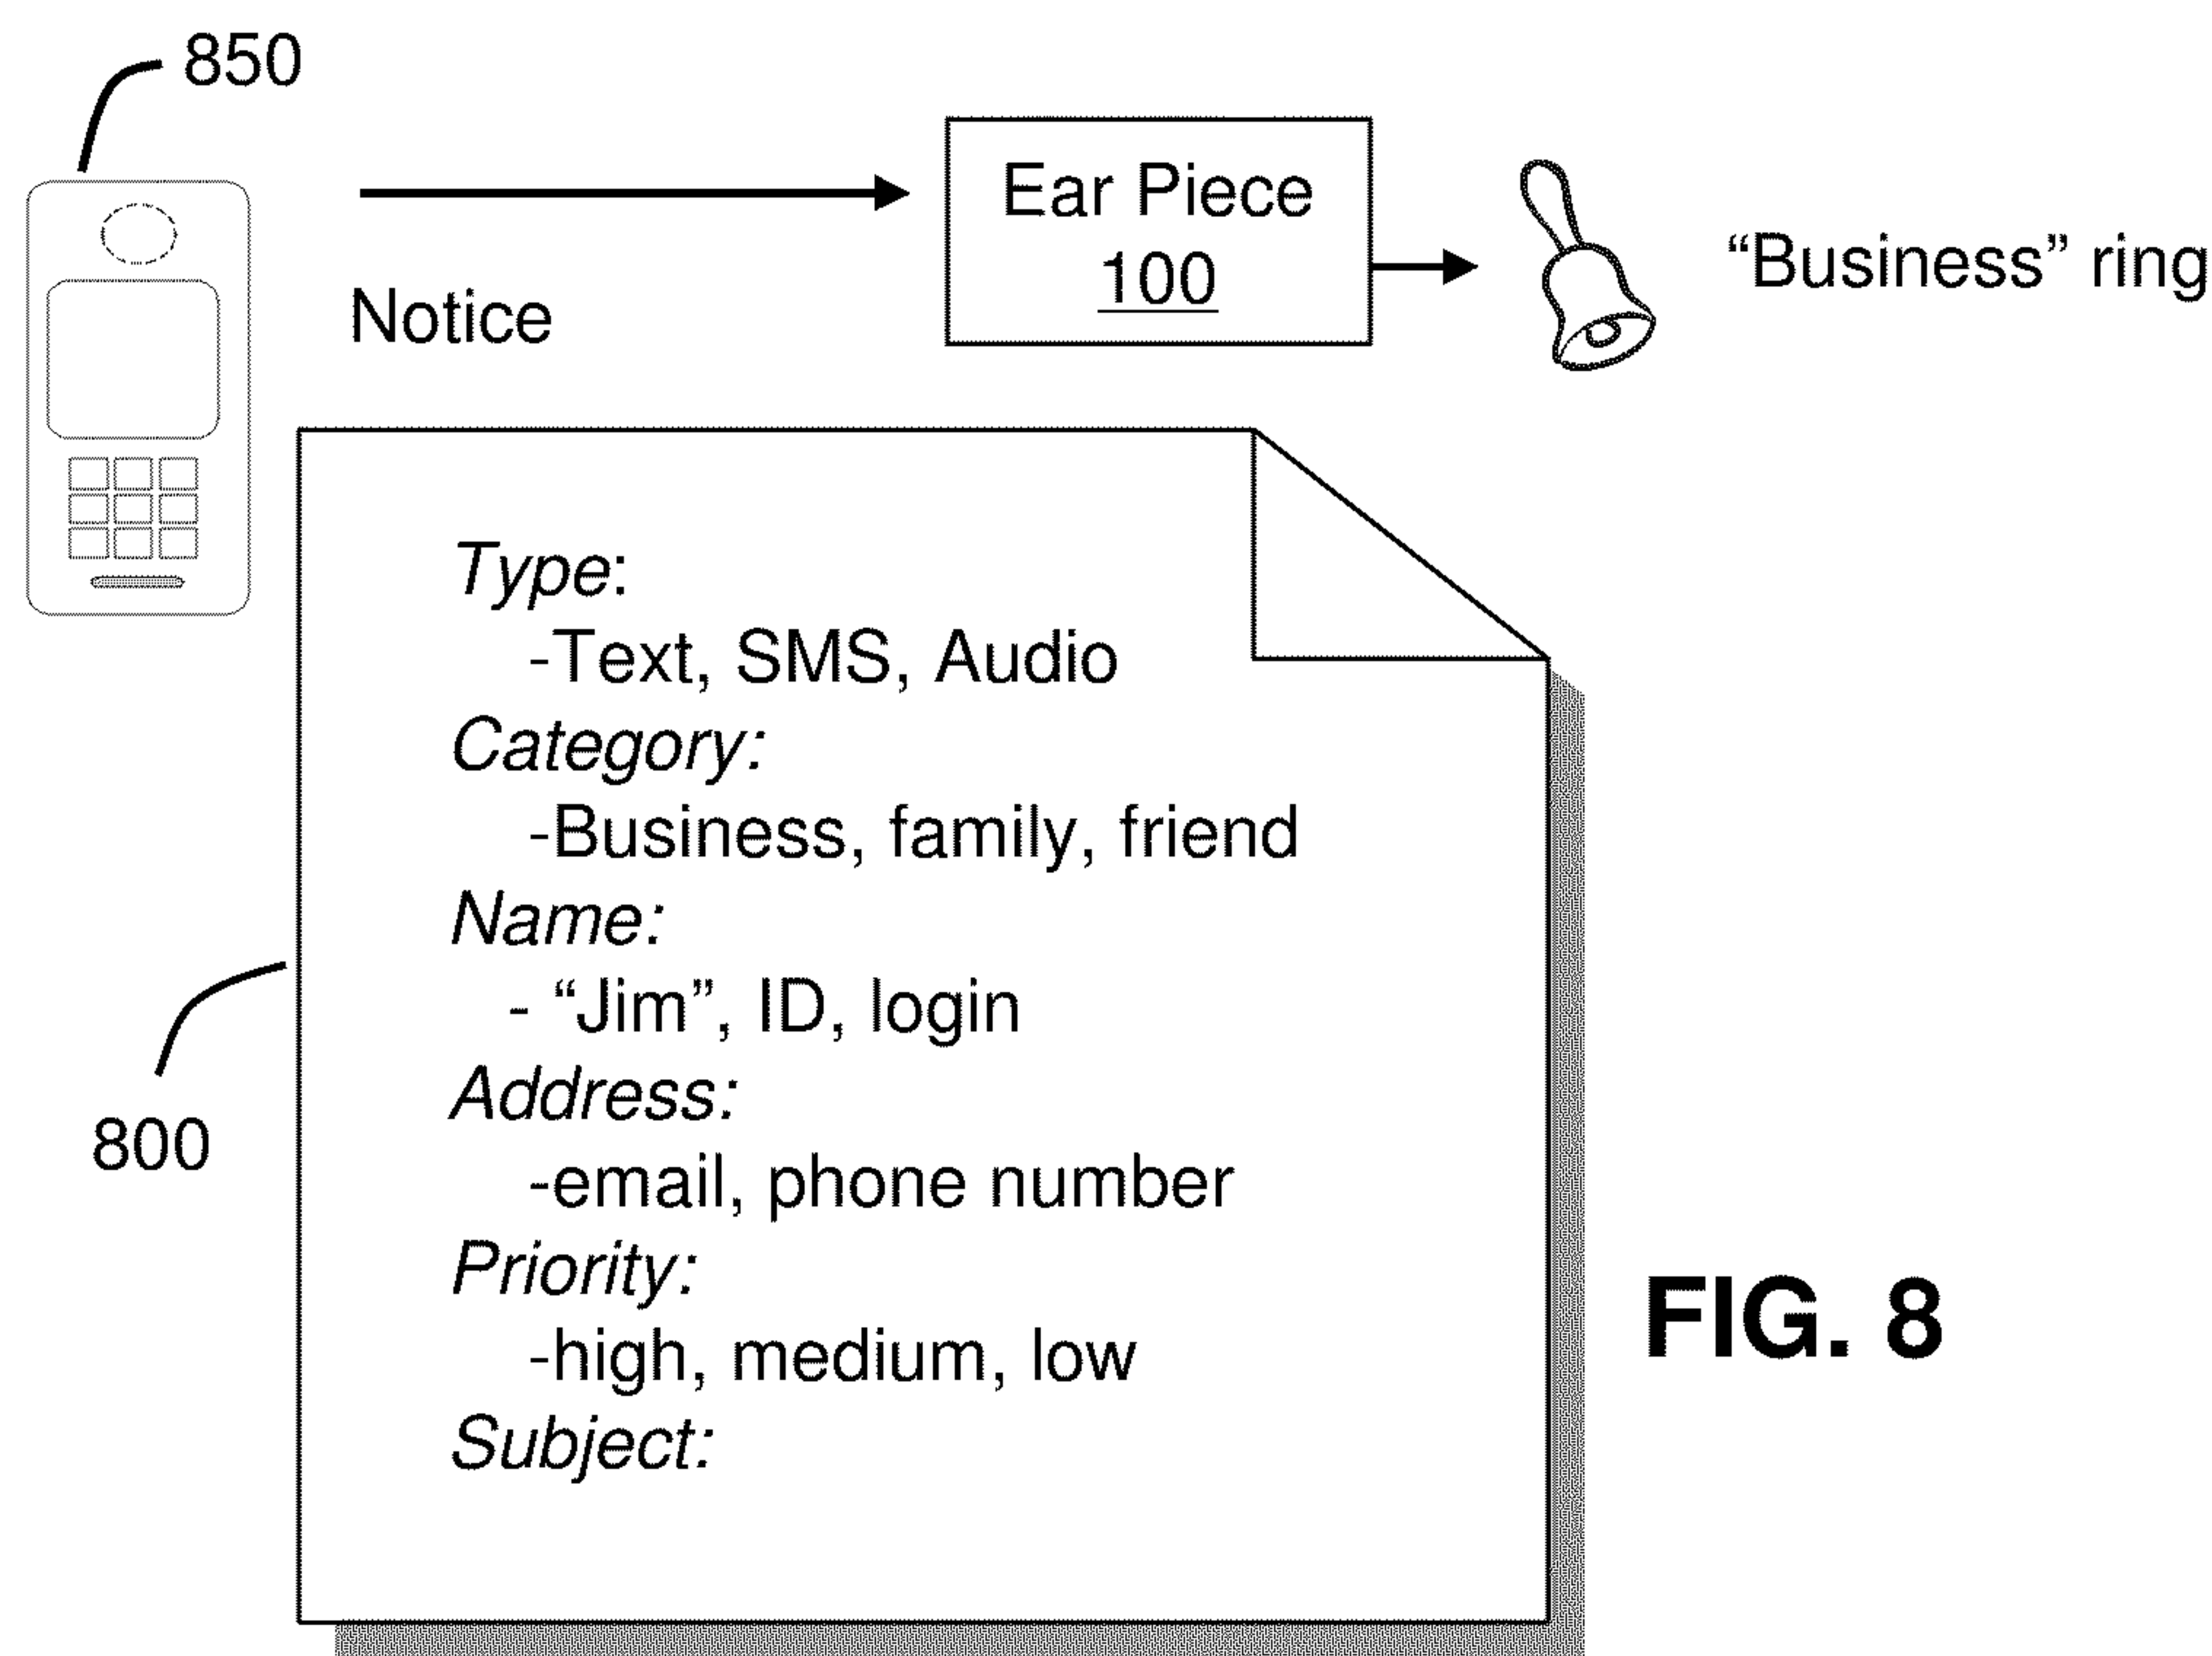 850
Ear Piece
100
“Business” ring
Notice
Type:
-Text, SMS, Audio
Category:
-Business, family, friend
Name:
- “Jim”, ID, login
Address:
-email, phone number
Priority:
-high, medium, low
Subject:
800
FIG. 8